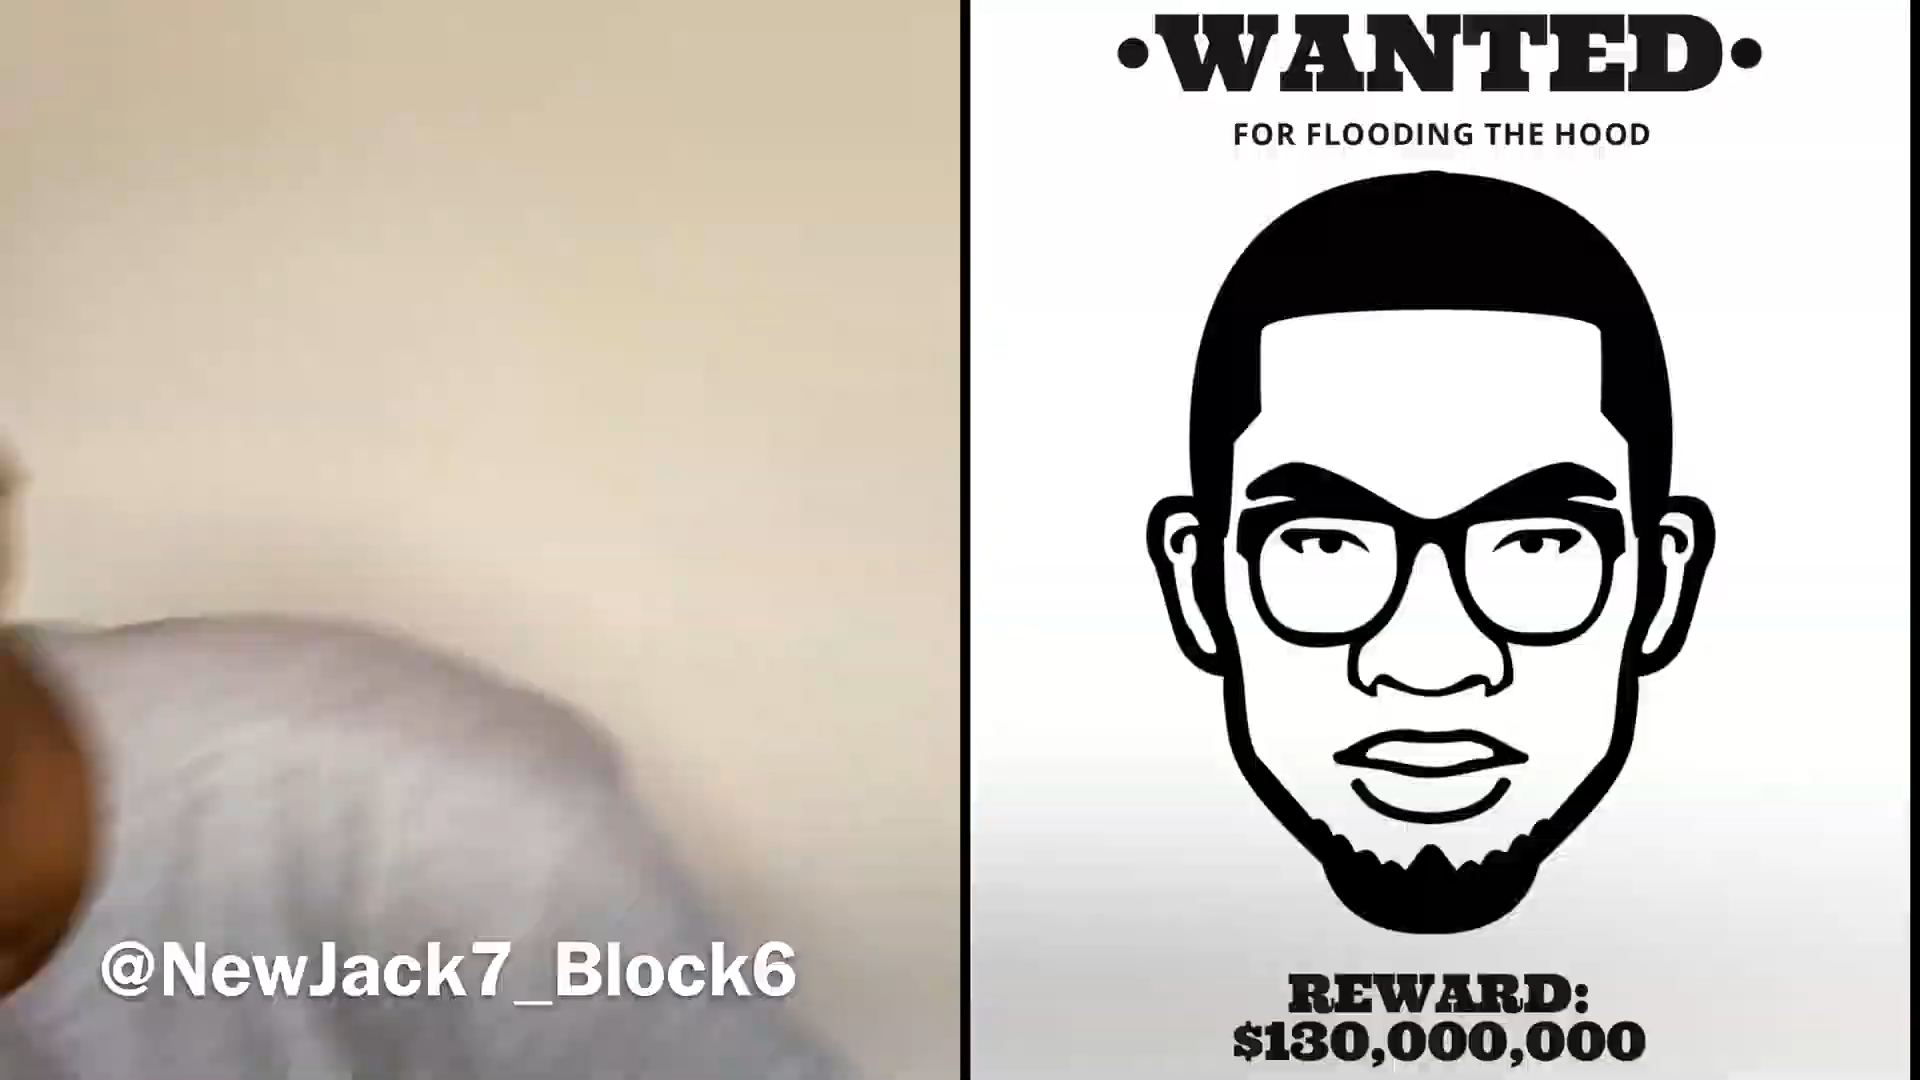 @NewJack7_Block6
•WANTED•
FOR FLOODING THE HOOD
REWARD:
$130,000,000